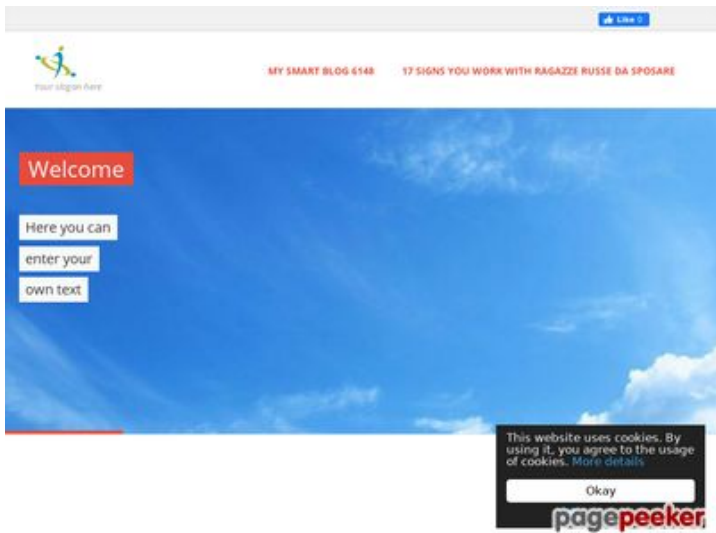 Like 0
Your slogan here
MY SMART BLOG 6148 17 SIGNS YOU WORK WITH RAGAZZE RUSSE DA SPOSARE
Welcome
Here you can
enter your
own text
This website uses cookies. By
using it, you agree to the usage
of cookies. More details
Okay
pagepeeker